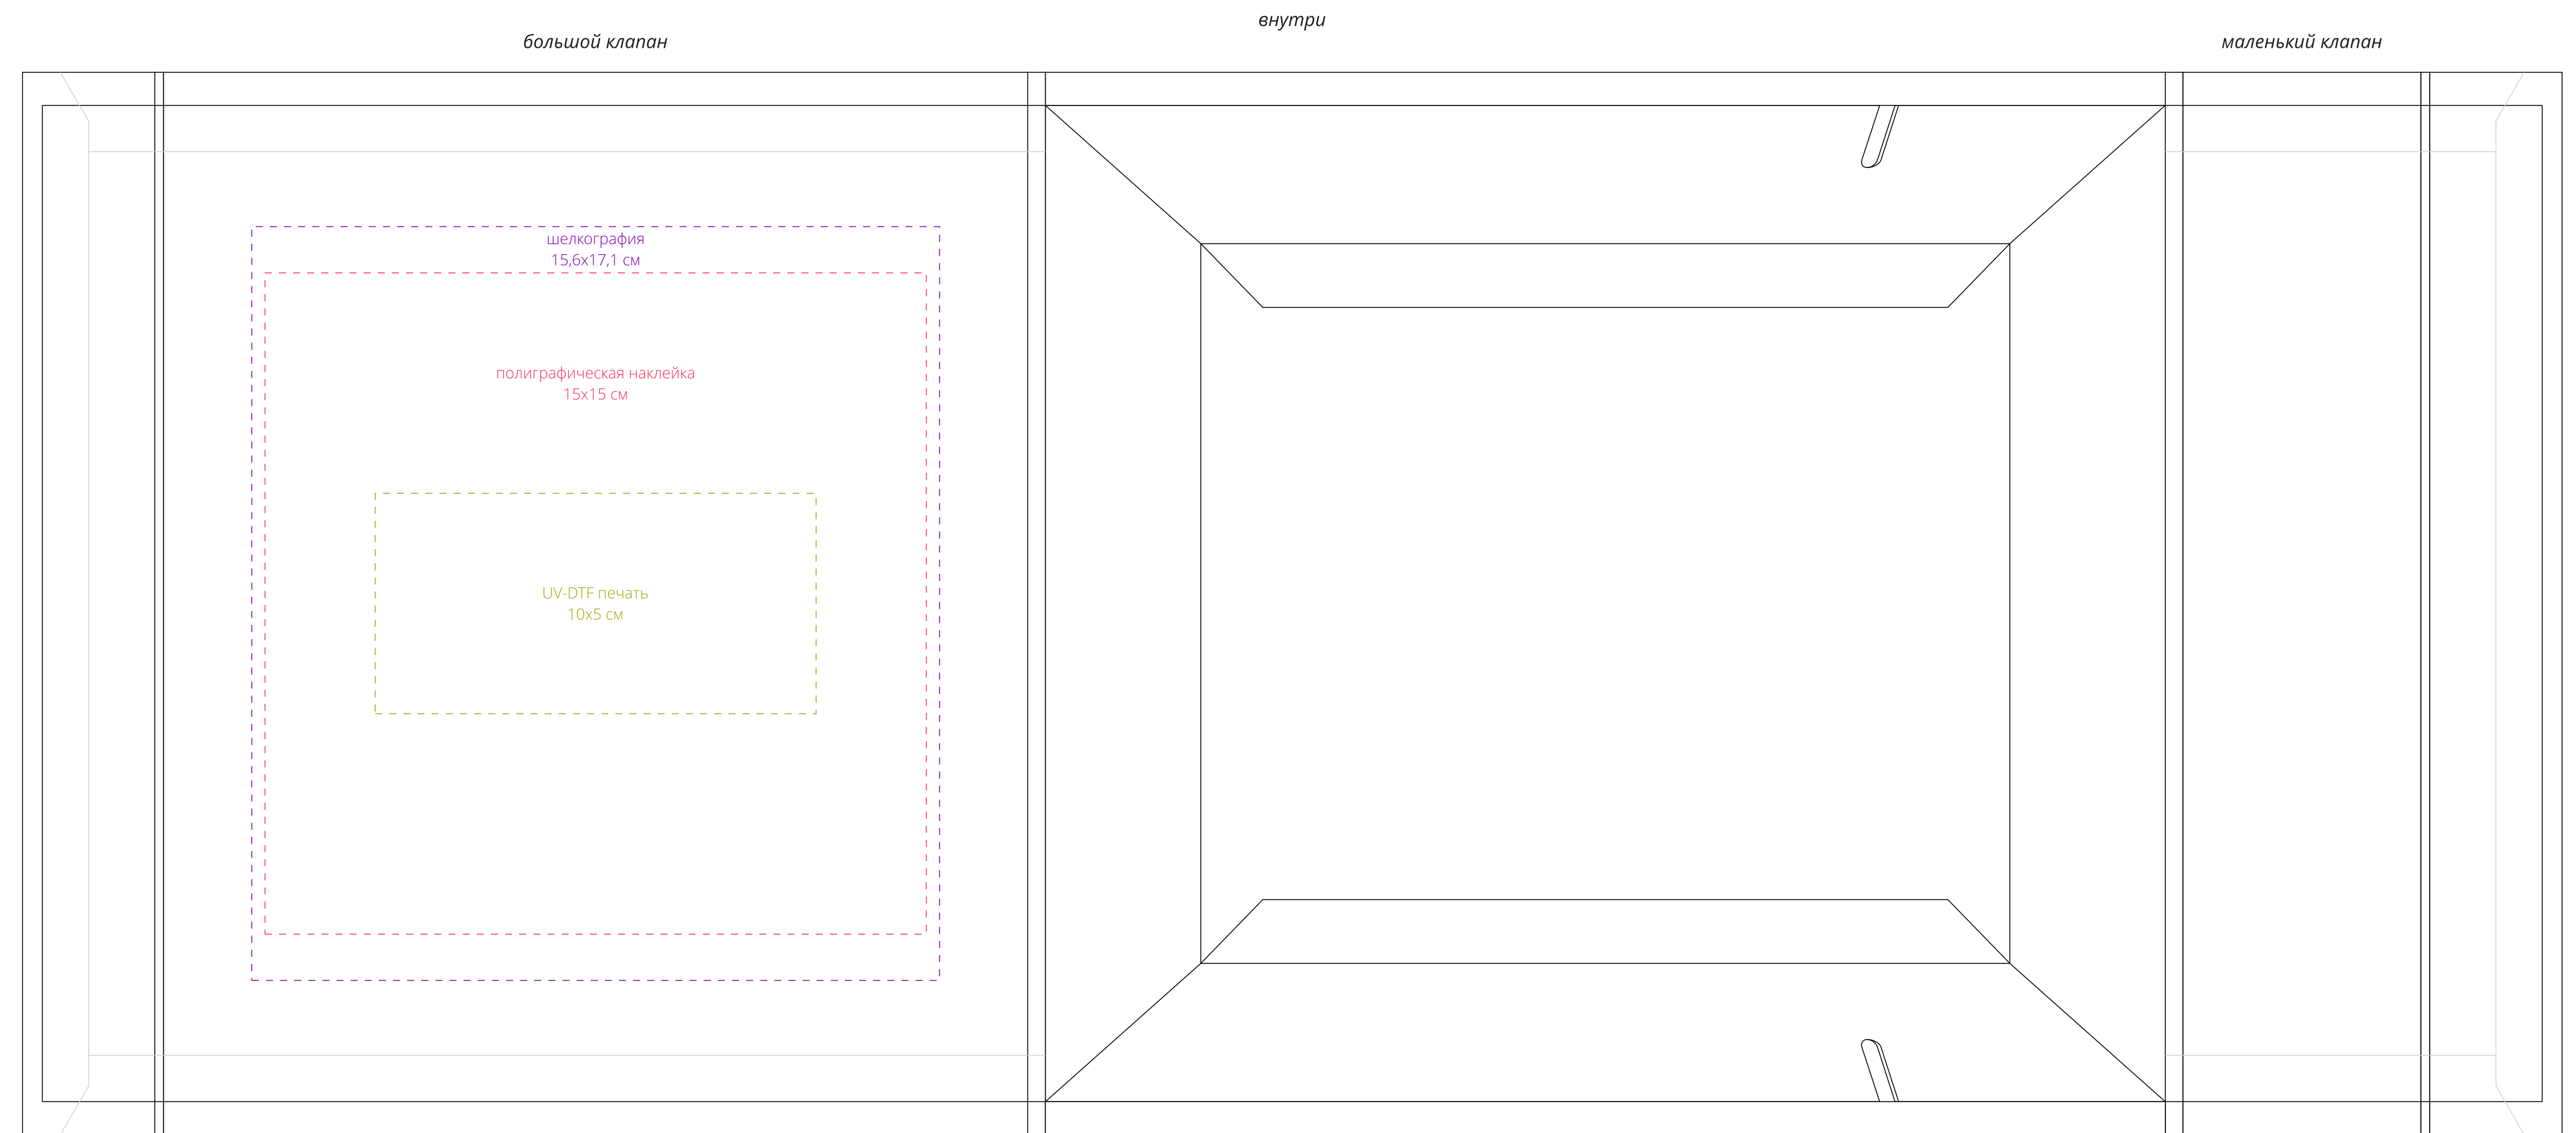 внутри
большой клапан
маленький клапан
шелкография
15,6х17,1 см
полиграфическая наклейка
15х15 см
UV-DTF печать
10х5 см